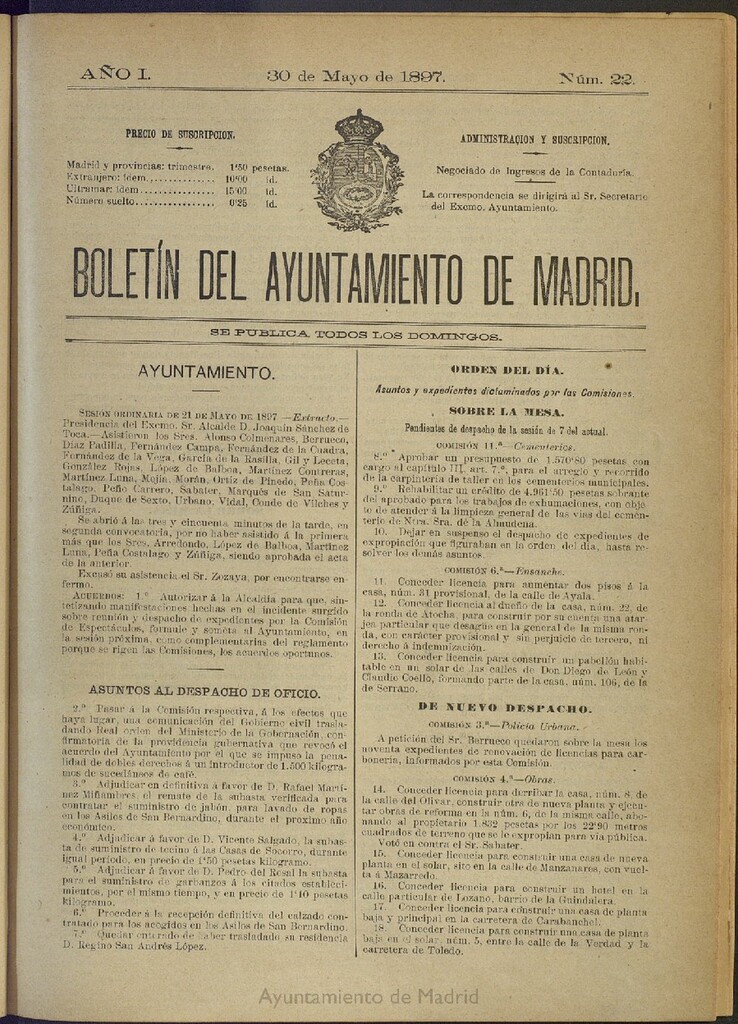 AÑO I.
30 de Mayo de 1897.
Núm. 22.
PRECIO DE SUSCRIPCION.
Madrid y provincias: trimestre. 1'50 pesetas.
Extranjero: idem............. 10'00 id.
Ultramar: idem.............. 15'00 id.
Número suelto............... 0'25 id.
ADMINISTRACION Y SUSCRIPCION.
Negociado de Ingresos de la Contaduría.
La correspondencia se dirigirá al Sr. Secretario
del Excmo. Ayuntamiento.
BOLETÍN DEL AYUNTAMIENTO DE MADRID.
SE PUBLICA TODOS LOS DOMINGOS.
AYUNTAMIENTO.
SESIÓN ORDINARIA DE 21 DE MAYO DE 1897.—Extracto.—
Presidencia del Excmo. Sr. Alcalde D. Joaquín Sánchez de
Toca.—Asistieron los Sres. Alonso Colmenares, Berrueco,
Díaz Padilla, Fernández Campa, Fernández de la Cuadra,
Fernández de la Vega, García de la Rasilla, Gil y Leceta,
González Rojas, López de Balboa, Martínez Contreras,
Martínez Luna, Mojía, Morán, Ortiz de Pinedo, Peña Cos-
talago, Peño Carrero, Sabater, Marqués de San Satur-
nino, Duque de Sexto, Urbano, Vidal, Conde de Vilches y
Zúñiga.
Se abrió á las tres y cincuenta minutos de la tarde, en
segunda convocatoria, por no haber asistido á la primera
más que los Sres. Arredondo, López de Balboa, Martínez
Luna, Peña Costalago y Zúñiga, siendo aprobada el acta
de la anterior.
Excusó su asistencia el Sr. Zozaya, por encontrarse en-
fermo.
ACUERDOS: 1.º Autorizar á la Alcaldía para que, sin-
tetizando manifestaciones hechas en el incidente surgido
sobre reunión y despacho de expedientes por la Comisión
de Espectáculos, formule y someta al Ayuntamiento, en
la sesión próxima, como complementarias del reglamento
porque se rigen las Comisiones, los acuerdos oportunos.
ASUNTOS AL DESPACHO DE OFICIO.
2.º Pasar á la Comisión respectiva, á los efectos que
haya lugar, una comunicación del Gobierno civil trasla-
dando Real orden del Ministerio de la Gobernación, con-
firmatoria de la providencia gubernativa que revocó el
acuerdo del Ayuntamiento por el que se impuso la pena-
lidad de dobles derechos á un introductor de 1.500 kilogra-
mos de sucedáneos de café.
3.º Adjudicar en definitiva á favor de D. Rafael Martí-
nez Miñambres, el remate de la subasta verificada para
contratar el suministro de jabón, para lavado de ropas
en los Asilos de San Bernardino, durante el proximo año
económico.
4.º Adjudicar á favor de D. Vicente Salgado, la subas-
ta de suministro de tocino á las Casas de Socorro, durante
igual período, en precio de 1'50 pesetas kilogramo.
5.º Adjudicar á favor de D. Pedro del Rosal la subasta
para el suministro de garbanzos á los citados estableci-
mientos, por el mismo tiempo, y en precio de 1'10 pesetas
kilogramo.
6.º Proceder á la recepción definitiva del calzado con-
tratado para los acogidos en los Asilos de San Bernardino.
7.º Quedar enterado de haber trasladado su residencia
D. Regino San Andrés López.
ORDEN DEL DÍA.
Asuntos y expedientes dictaminados por las Comisiones.
SOBRE LA MESA.
Pendientes de despacho de la sesión de 7 del actual.
COMISIÓN 11.ª—Cementerios.
8.º Aprobar un presupuesto de 1.570'80 pesetas con
cargo al capítulo III, art. 7.º, para el arreglo y recorrido
de la carpintería de taller en los cementerios municipales.
9.º Rehabilitar un crédito de 4.961'50 pesetas sobrante
del aprobado para los trabajos de exhumaciones, con obje-
to de atender á la limpieza general de las vías del cemen-
terio de Ntra. Sra. de la Almudena.
10. Dejar en suspenso el despacho de expedientes de
expropiación que figuraban en la orden del día, hasta re-
solver los demás asuntos.
COMISIÓN 6.ª—Ensanche.
11. Conceder licencia para aumentar dos pisos á la
casa, núm. 31 provisional, de la calle de Ayala.
12. Conceder licencia al dueño de la casa, núm. 22, de
la ronda de Atocha, para construir por su cuenta una atar-
jea particular que desagüe en la general de la misma ron-
da, con carácter provisional y sin perjuicio de tercero, ni
derecho á indemnización.
13. Conceder licencia para construir un pabellón habi-
table en un solar de las calles de Don Diego de León y
Claudio Coello, formando parte de la casa, núm. 106, de la
de Serrano.
DE NUEVO DESPACHO.
COMISIÓN 3.ª—Policía Urbana.
A petición del Sr. Berrueco quedaron sobre la mesa los
noventa expedientes de renovación de licencias para car-
bonería, informados por esta Comisión.
COMISIÓN 4.ª—Obras.
14. Conceder licencia para derribar la casa, núm. 8, de
la calle del Olivar, construir otra de nueva planta y ejecu-
tar obras de reforma en la núm. 6, de la misma calle, abo-
nando al propietario 1.832 pesetas por los 22'90 metros
cuadrados de terreno que se le expropian para vía pública.
Votó en contra el Sr. Sabater.
15. Conceder licencia para construir una casa de nueva
planta en el solar, sito en la calle de Manzanares, con vuel-
ta á Mazarredo.
16. Conceder licencia para construir un hotel en la
calle particular de Lozano, barrio de la Guindalera.
17. Conceder licencia para construir una casa de planta
baja y principal en la carretera de Carabanchel.
18. Conceder licencia para construir una casa de planta
baja en el solar, núm. 5, entre la calle de la Verdad y la
carretera de Toledo.
Ayuntamiento de Madrid